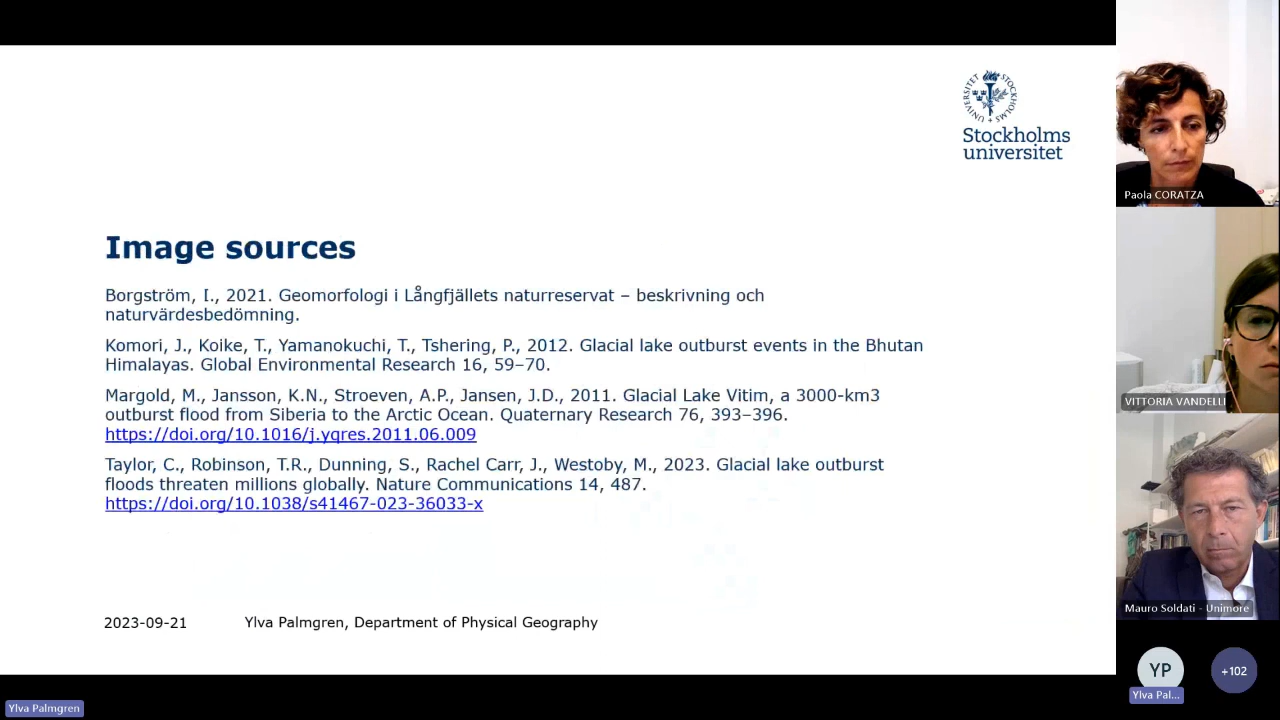 STOCKHOLMS UNIVERSITET
Stockholms
universitet
Image sources
Borgström, I., 2021. Geomorfologi i Långfjällets naturreservat – beskrivning och
naturvärdesbedömning.
Komori, J., Koike, T., Yamanokuchi, T., Tshering, P., 2012. Glacial lake outburst events in the Bhutan
Himalayas. Global Environmental Research 16, 59–70.
Margold, M., Jansson, K.N., Stroeven, A.P., Jansen, J.D., 2011. Glacial Lake Vitim, a 3000-km3
outburst flood from Siberia to the Arctic Ocean. Quaternary Research 76, 393–396.
https://doi.org/10.1016/j.yqres.2011.06.009
Taylor, C., Robinson, T.R., Dunning, S., Rachel Carr, J., Westoby, M., 2023. Glacial lake outburst
floods threaten millions globally. Nature Communications 14, 487.
https://doi.org/10.1038/s41467-023-36033-x
2023-09-21 Ylva Palmgren, Department of Physical Geography
Ylva Palmgren
Paola CORATZA
VITTORIA VANDELLI
Mauro Soldati - Unimore
YP
Ylva Pal...
+102